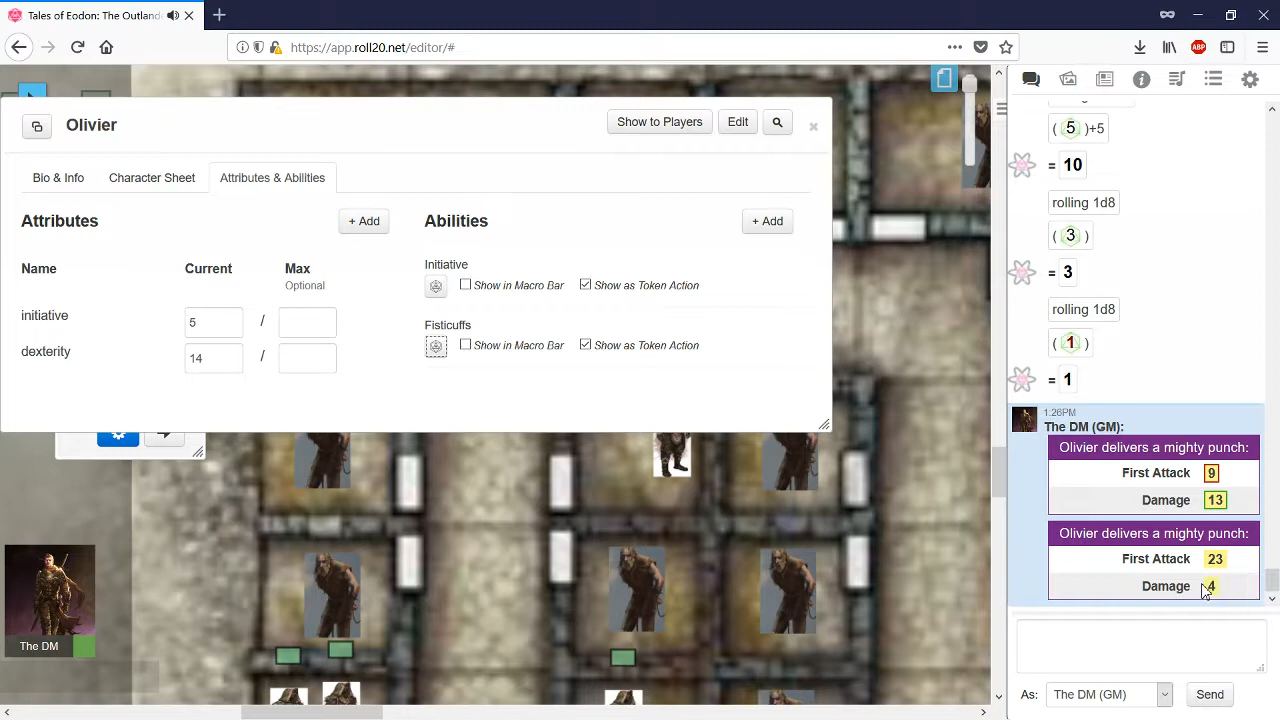 Tales of Eodon: The Outlande
https://app.roll20.net/editor/#
ABP
Olivier
Show to Players
Edit
Bio & Info
Character Sheet
Attributes & Abilities
Attributes
+ Add
Abilities
+ Add
Name
Current
Max
Optional
initiative
5
/
dexterity
14
/
Initiative
Show in Macro Bar
Show as Token Action
Fisticuffs
Show in Macro Bar
Show as Token Action
The DM
(5)+5
= 10
rolling 1d8
(3)
= 3
rolling 1d8
(1)
= 1
1:26PM
The DM (GM):
Olivier delivers a mighty punch:
First Attack 9
Damage 13
Olivier delivers a mighty punch:
First Attack 23
Damage 4
As:
The DM (GM)
Send